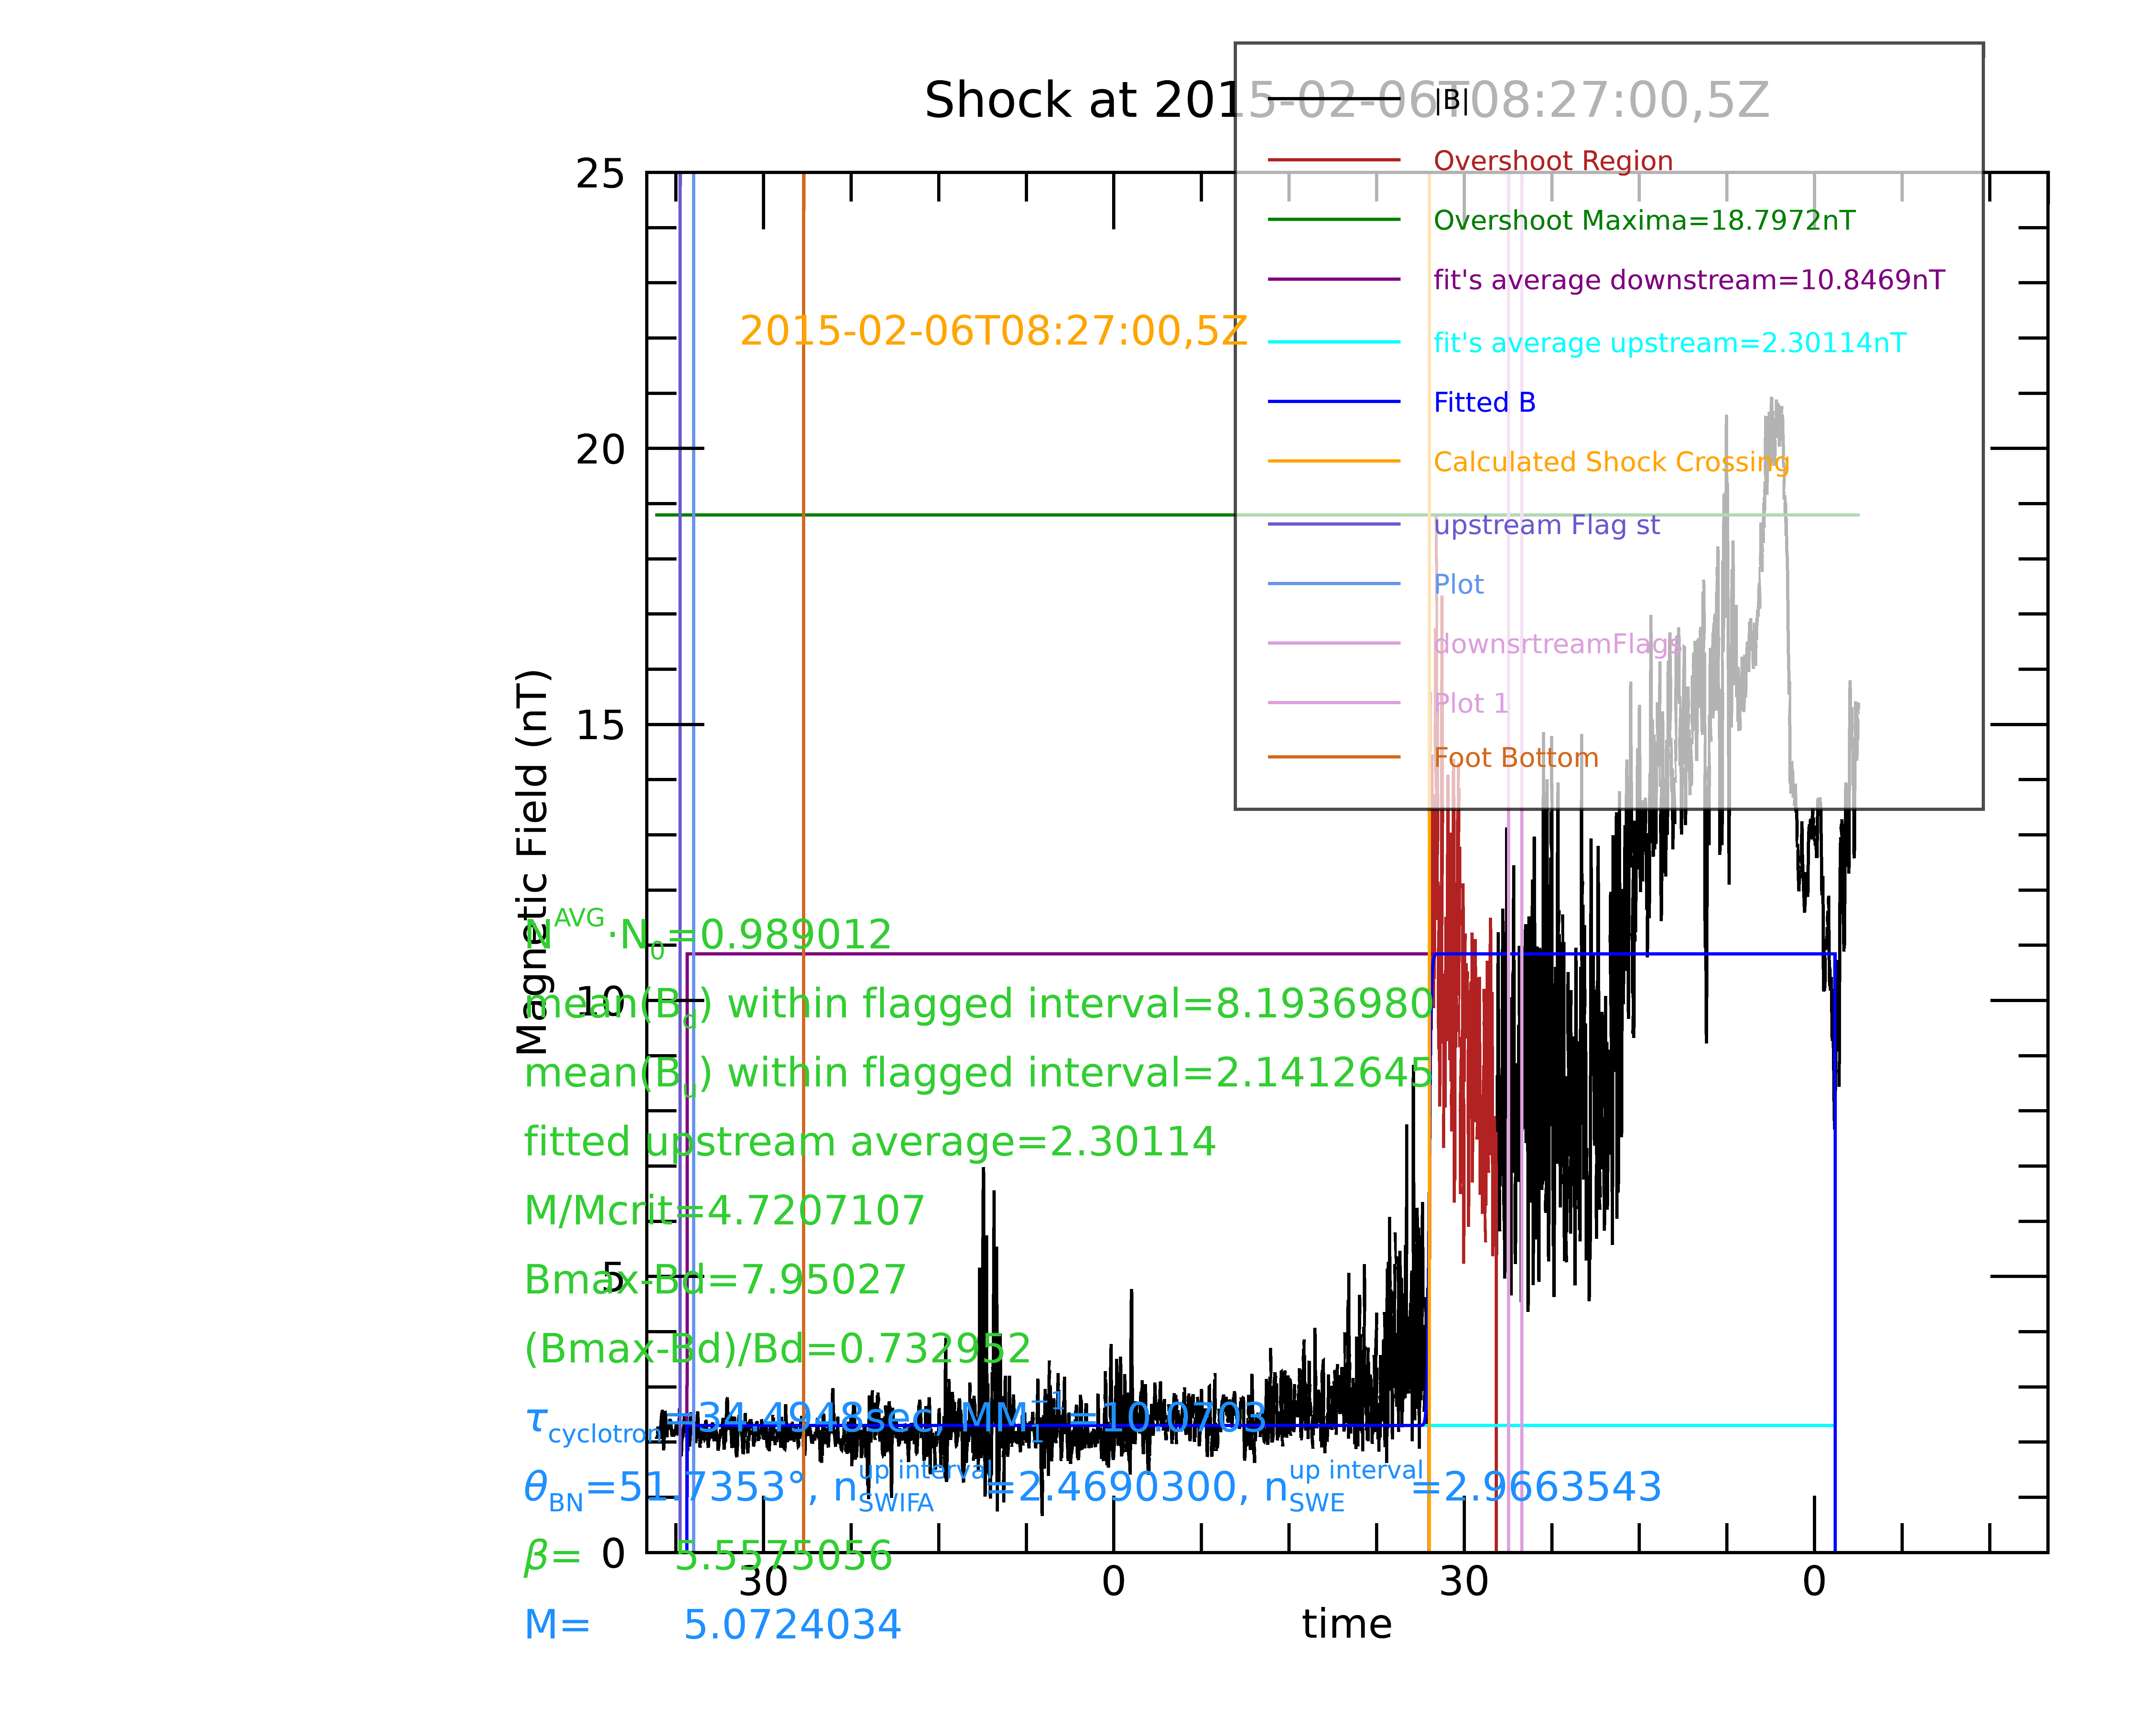 Shock at 2015-02-06T08:27:00,5Z
|B|
Overshoot Region
Overshoot Maxima=18.7972nT
fit's average downstream=10.8469nT
fit's average upstream=2.30114nT
Fitted B
Calculated Shock Crossing
upstream Flag st
Plot
downsrtreamFlags
Plot 1
Foot Bottom
2015-02-06T08:27:00,5Z
25
20
15
10
5
0
Magnetic Field (nT)
N₀^AVG·N₀=0.989012
mean(B_d) within flagged interval=8.1936980
mean(B_u) within flagged interval=2.1412645
fitted upstream average=2.30114
M/Mcrit=4.7207107
Bmax-Bd=7.95027
(Bmax-Bd)/Bd=0.732952
τ_cyclotron=34.4948sec, MM₁⁻¹=10.0703
θ_BN=51.7353°, n_SWIFA^up interval=2.4690300, n_SWE^up interval=2.9663543
β= 5.5575056
M= 5.0724034
30 0 30 0
time